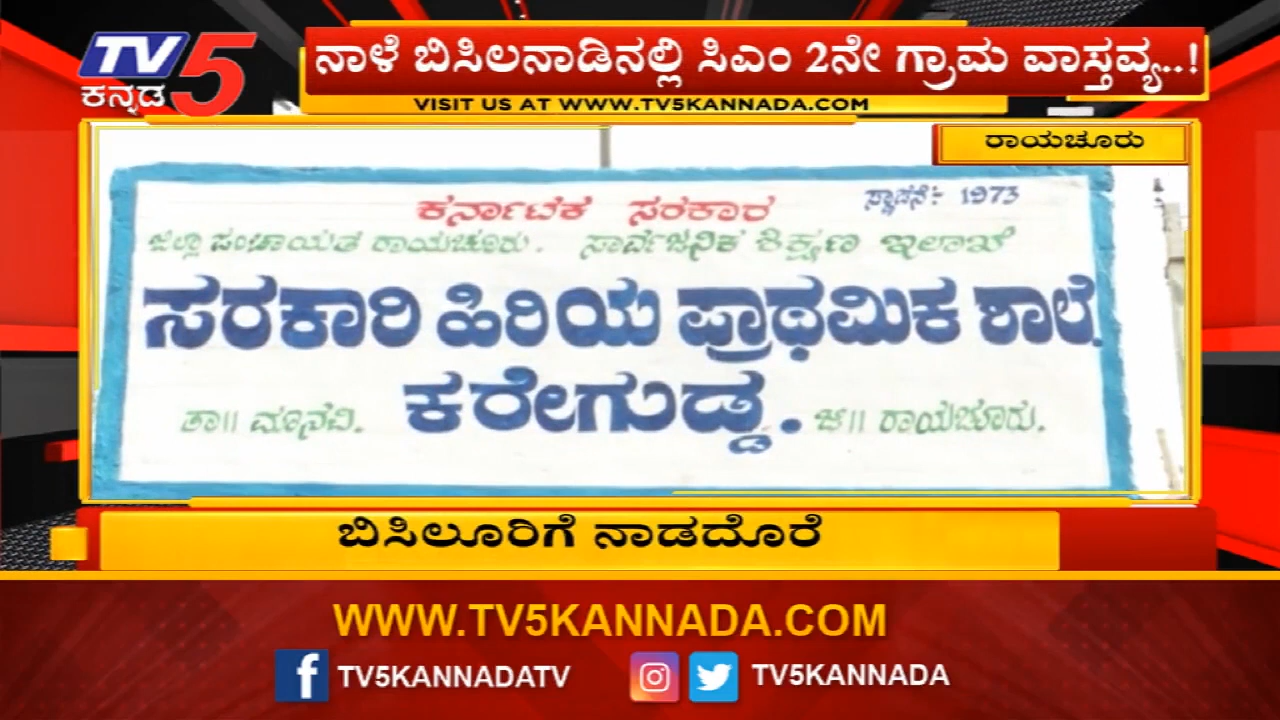 TV5
ಕನ್ನಡ
ನಾಳೆ ಬಿಸಿಲನಾಡಿನಲ್ಲಿ ಸಿಎಂ 2ನೇ ಗ್ರಾಮ ವಾಸ್ತವ್ಯ..!
VISIT US AT WWW.TV5KANNADA.COM
ರಾಯಚೂರು
ಸ್ಥಾಪನೆ:- 1973
ಕರ್ನಾಟಕ ಸರಕಾರ
ಜಿಲ್ಲಾ ಪಂಚಾಯತ ರಾಯಚೂರು. ಸಾರ್ವಜನಿಕ ಶಿಕ್ಷಣ ಇಲಾಖೆ
ಸರಕಾರಿ ಹಿರಿಯ ಪ್ರಾಥಮಿಕ ಶಾಲೆ
ಕರೇಗುಡ್ಡ.
ತಾ|| ಮಾನವಿ. ಜಿ|| ರಾಯಚೂರು.
ಬಿಸಿಲೂರಿಗೆ ನಾಡದೊರೆ
WWW.TV5KANNADA.COM
TV5KANNADATV
TV5KANNADA